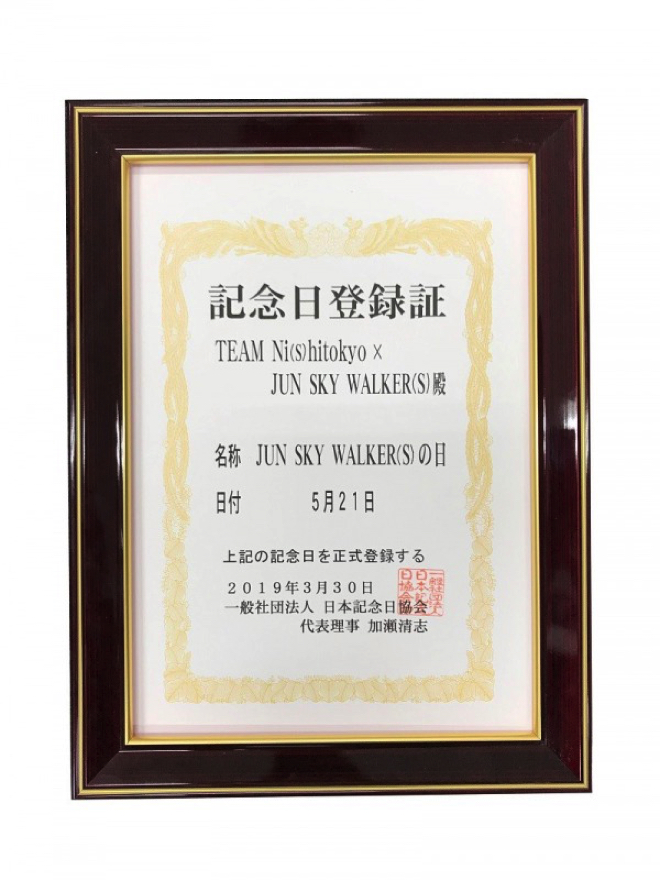 記念日登録証
TEAM Ni(S)hitokyo×
JUN SKY WALKER(S)殿
名称 JUN SKY WALKER(S)の日
日付 5月21日
上記の記念日を正式登録する
2019年3月30日
一般社団法人 日本記念日協会
代表理事 加瀬清志